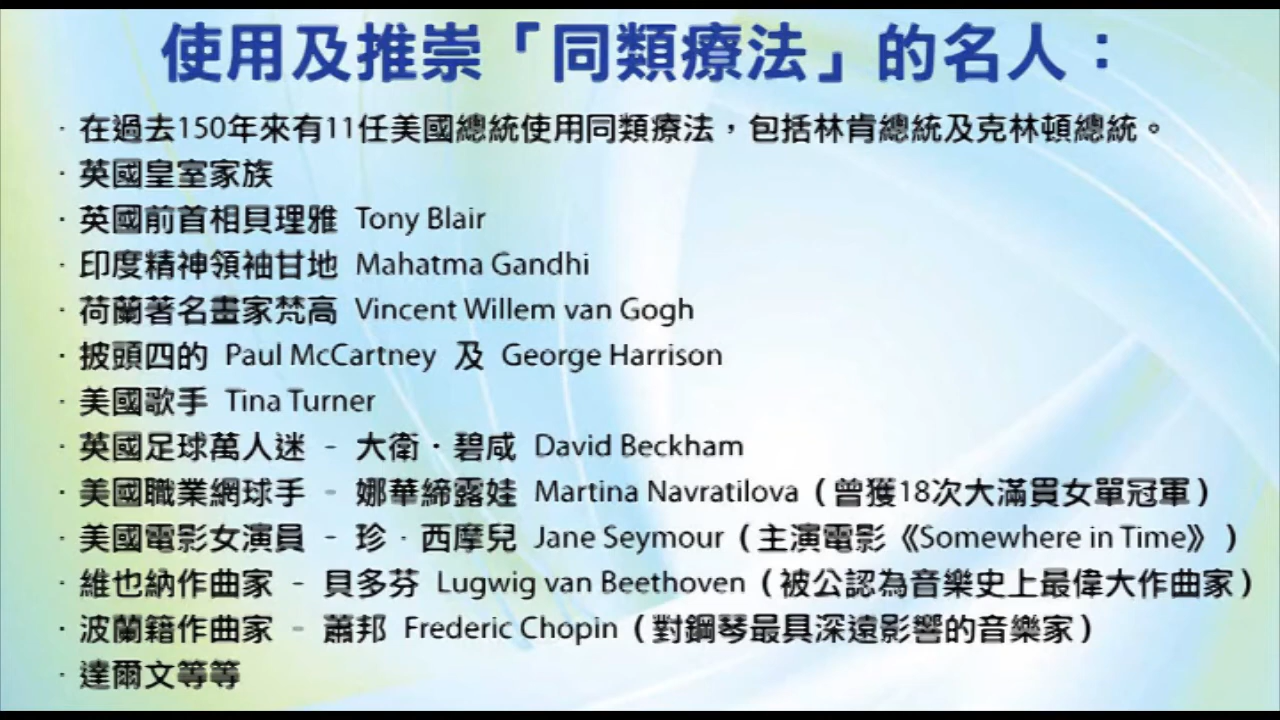 使用及推崇「同類療法」的名人：
· 在過去150年來有11任美國總統使用同類療法，包括林肯總統及克林頓總統。
· 英國皇室家族
· 英國前首相貝理雅 Tony Blair
· 印度精神領袖甘地 Mahatma Gandhi
· 荷蘭著名畫家梵高 Vincent Willem van Gogh
· 披頭四的 Paul McCartney 及 George Harrison
· 美國歌手 Tina Turner
· 英國足球萬人迷 - 大衛・碧咸 David Beckham
· 美國職業網球手 - 娜華締露娃 Martina Navratilova（曾獲18次大滿貫女單冠軍）
· 美國電影女演員 - 珍・西摩兒 Jane Seymour（主演電影《Somewhere in Time》）
· 維也納作曲家 - 貝多芬 Lugwig van Beethoven（被公認為音樂史上最偉大作曲家）
· 波蘭籍作曲家 - 蕭邦 Frederic Chopin（對鋼琴最具深遠影響的音樂家）
· 達爾文等等